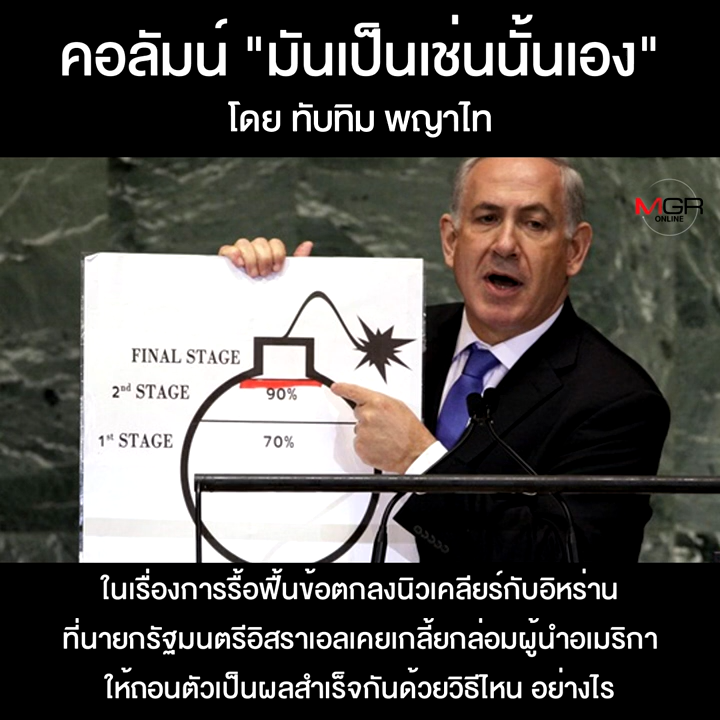 คอลัมน์ "มันเป็นเช่นนั้นเอง"
โดย ทับทิม พญาไท
MGR
ONLINE
FINAL STAGE
2nd STAGE 90%
1st STAGE 70%
ในเรื่องการรื้อฟื้นข้อตกลงนิวเคลียร์กับอิหร่าน
ที่นายกรัฐมนตรีอิสราเอลเคยเกลี้ยกล่อมผู้นำอเมริกา
ให้ถอนตัวเป็นผลสำเร็จกันด้วยวิธีไหน อย่างไร